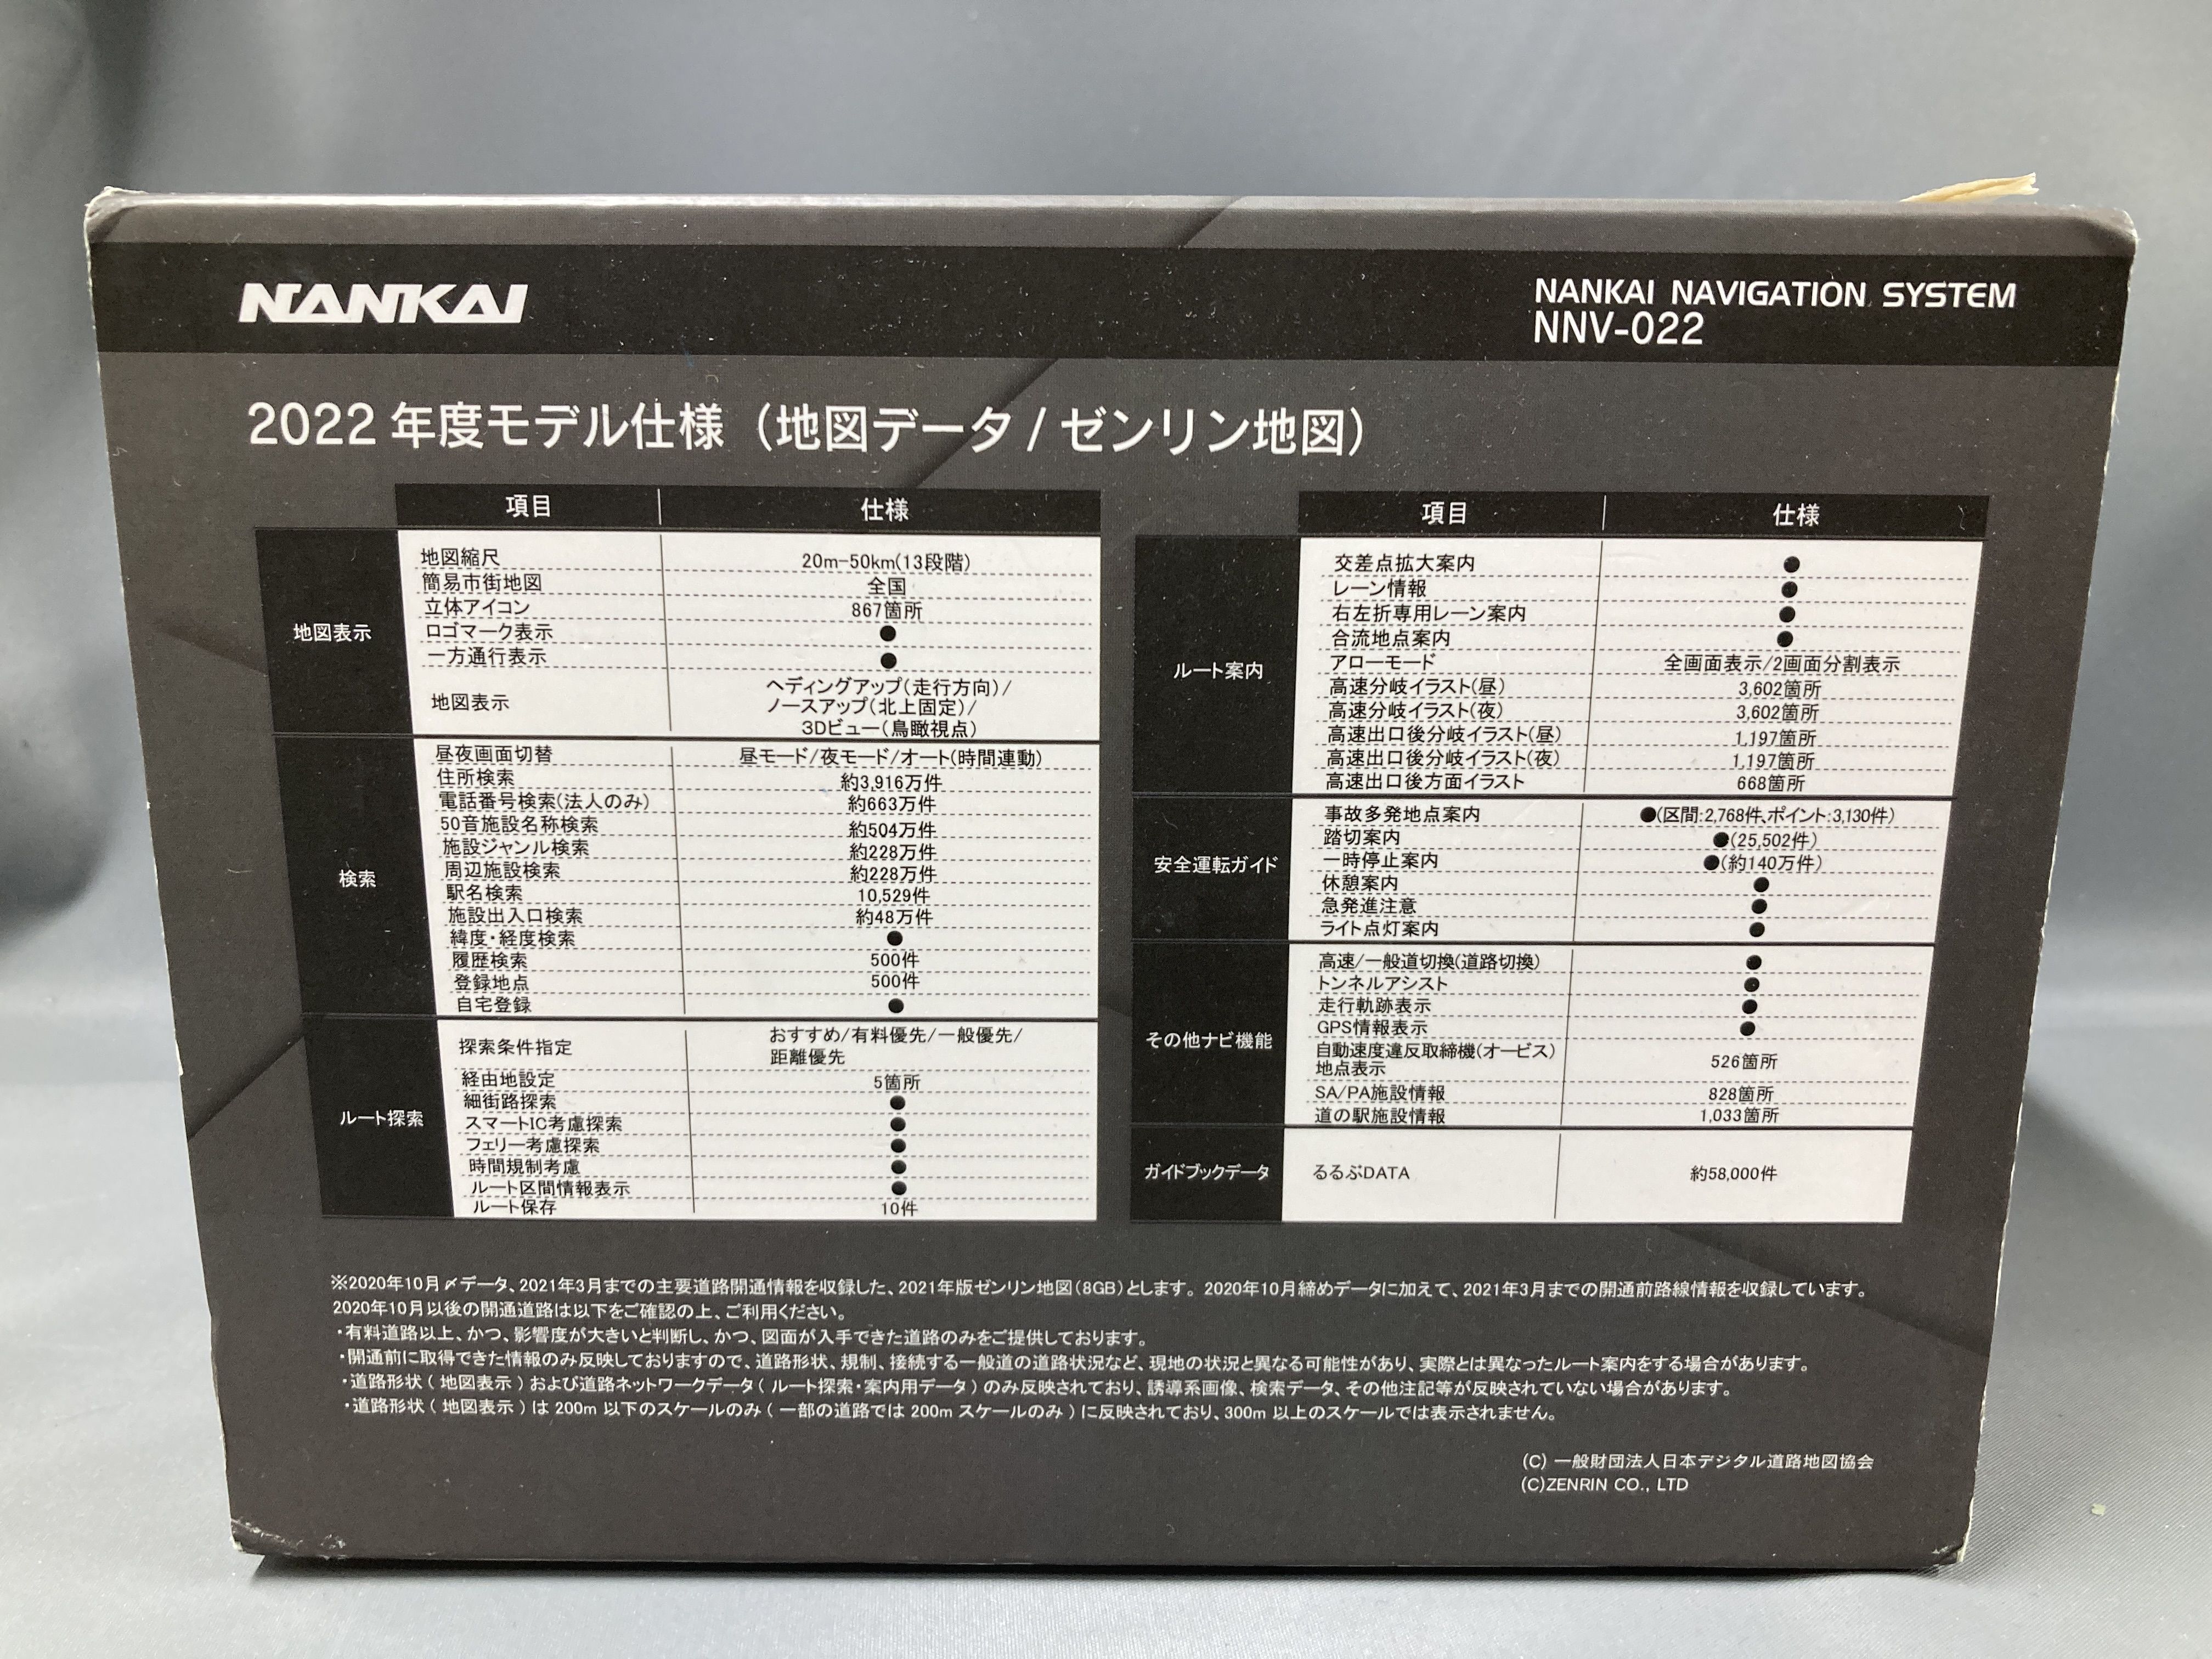 NANKAI
NANKAI NAVIGATION SYSTEM
NNV-022
2022 年度モデル仕様（地図データ / ゼンリン地図）
項目 仕様
地図表示
地図縮尺 20m-50km(13段階)
簡易市街地図 全国
立体アイコン 867箇所
ロゴマーク表示 ●
一方通行表示 ●
地図表示 ヘディングアップ(走行方向)/
ノースアップ(北上固定)/
3Dビュー(鳥瞰視点)
検索
昼夜画面切替 昼モード/夜モード/オート(時間連動)
住所検索 約3,916万件
電話番号検索(法人のみ) 約663万件
50音施設名称検索 約504万件
施設ジャンル検索 約228万件
周辺施設検索 約228万件
駅名検索 10,529件
施設出入口検索 約48万件
緯度・経度検索 ●
履歴検索 500件
登録地点 500件
自宅登録 ●
ルート探索
探索条件指定 おすすめ/有料優先/一般優先/
距離優先
経由地設定 5箇所
細街路探索 ●
スマートIC考慮探索 ●
フェリー考慮探索 ●
時間規制考慮 ●
ルート区間情報表示 ●
ルート保存 10件
項目 仕様
ルート案内
交差点拡大案内 ●
レーン情報 ●
右左折専用レーン案内 ●
合流地点案内 ●
アローモード 全画面表示/2画面分割表示
高速分岐イラスト(昼) 3,602箇所
高速分岐イラスト(夜) 3,602箇所
高速出口後分岐イラスト(昼) 1,197箇所
高速出口後分岐イラスト(夜) 1,197箇所
高速出口後方面イラスト 668箇所
安全運転ガイド
事故多発地点案内 ●(区間:2,768件、ポイント:3,130件)
踏切案内 ●(25,502件)
一時停止案内 ●(約140万件)
休憩案内 ●
急発進注意 ●
ライト点灯案内 ●
その他ナビ機能
高速/一般道切換(道路切換) ●
トンネルアシスト ●
走行軌跡表示 ●
GPS情報表示 ●
自動速度違反取締機(オービス)
地点表示 526箇所
SA/PA施設情報 828箇所
道の駅施設情報 1,033箇所
ガイドブックデータ
るるぶDATA 約58,000件
※2020年10月〆データ、2021年3月までの主要道路開通情報を収録した、2021年版ゼンリン地図(8GB)とします。 2020年10月締めデータに加えて、2021年3月までの開通前路線情報を収録しています。
2020年10月以後の開通道路は以下をご確認の上、ご利用ください。
・有料道路以上、かつ、影響度が大きいと判断し、かつ、図面が入手できた道路のみをご提供しております。
・開通前に取得できた情報のみ反映しておりますので、道路形状、規制、接続する一般道の道路状況など、現地の状況と異なる可能性があり、実際とは異なったルート案内をする場合があります。
・道路形状 ( 地図表示 ) および道路ネットワークデータ ( ルート探索・案内用データ ) のみ反映されており、誘導系画像、検索データ、その他注記等が反映されていない場合があります。
・道路形状 ( 地図表示 ) は 200m 以下のスケールのみ ( 一部の道路では 200m スケールのみ ) に反映されており、300m 以上のスケールでは表示されません。
(C) 一般財団法人日本デジタル道路地図協会
(C)ZENRIN CO., LTD